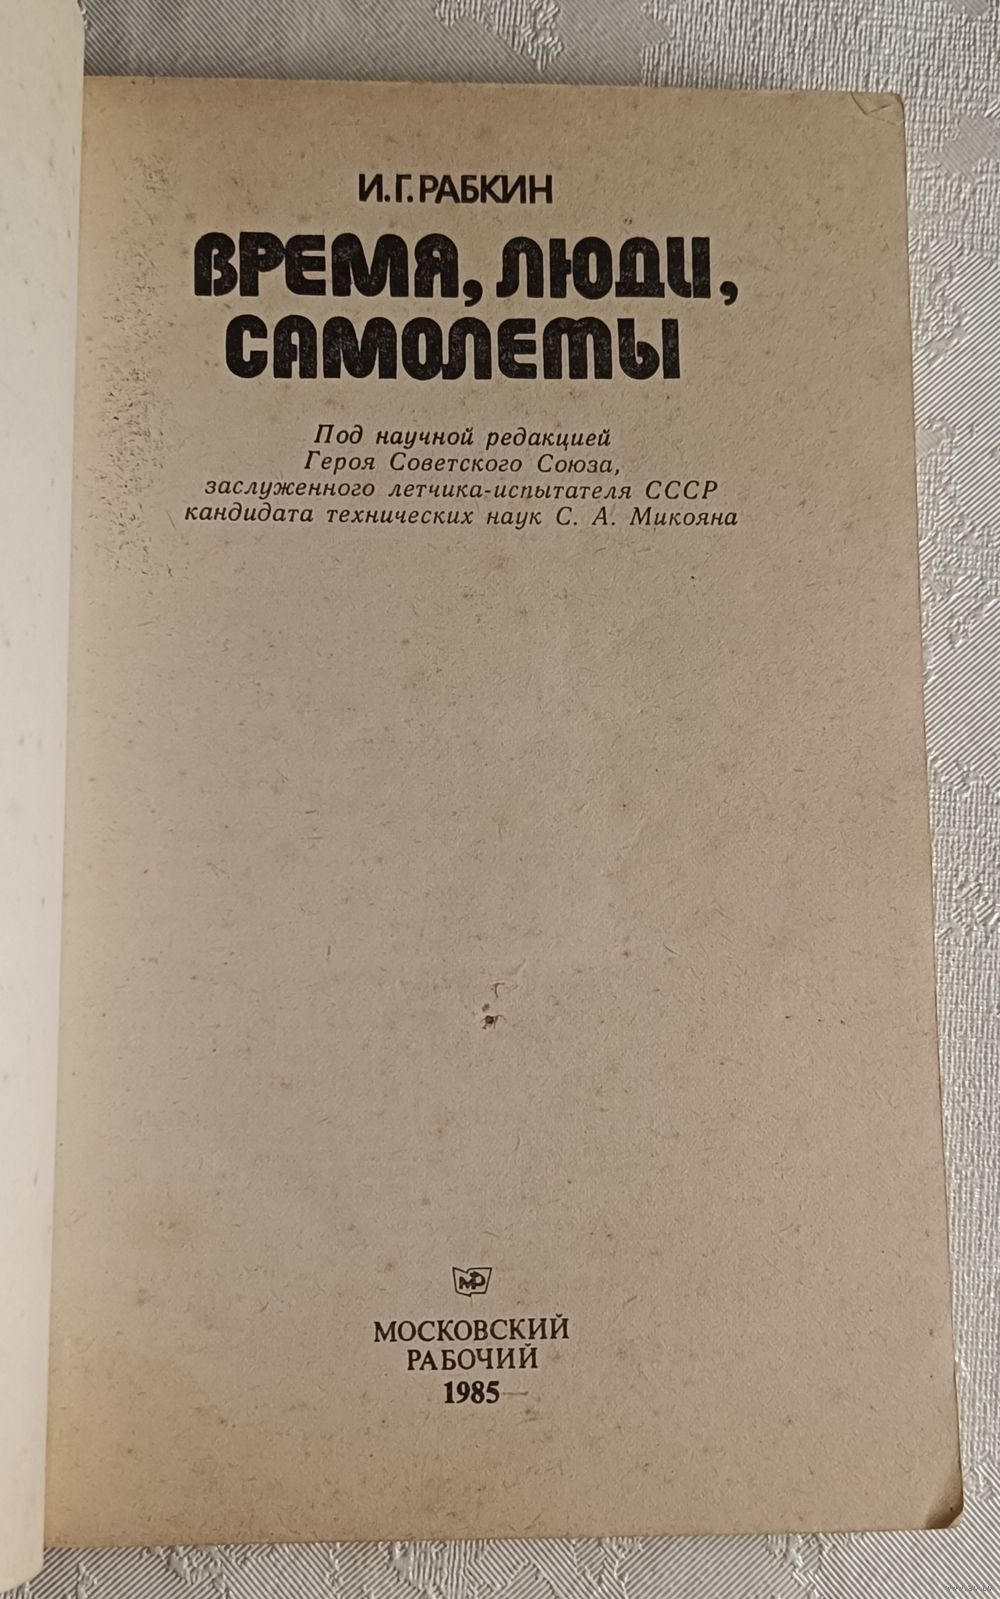 И. Г. РАБКИН
ВРЕМЯ, ЛЮДИ,
САМОЛЕТЫ
Под научной редакцией
Героя Советского Союза,
заслуженного летчика-испытателя СССР
кандидата технических наук С. А. Микояна
МР
МОСКОВСКИЙ
РАБОЧИЙ
1985